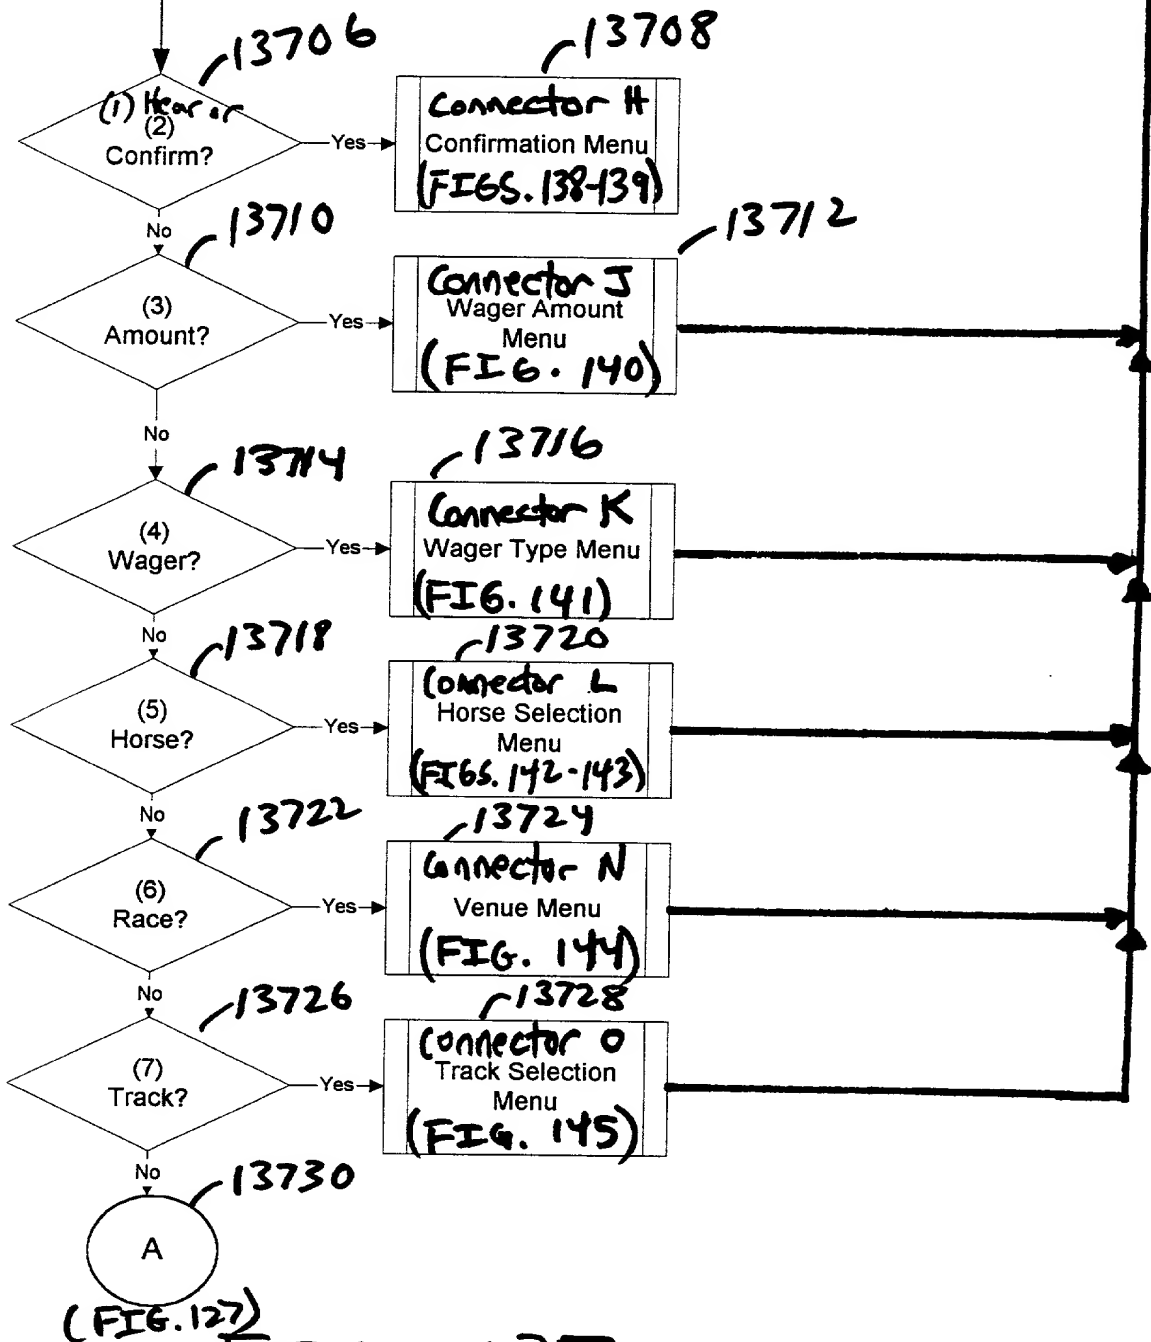 13706
13708
(1) Hear or
(2)
Confirm?
Yes
Connector H
Confirmation Menu
(FIGS. 138-139)
No
13710
13712
(3)
Amount?
Yes
Connector J
Wager Amount
Menu
(FIG. 140)
No
13714
13716
(4)
Wager?
Yes
Connector K
Wager Type Menu
(FIG. 141)
No
13718
13720
(5)
Horse?
Yes
Connector L
Horse Selection
Menu
(FIGS. 142-143)
No
13722
13724
(6)
Race?
Yes
Connector N
Venue Menu
(FIG. 144)
No
13726
13728
(7)
Track?
Yes
Connector O
Track Selection
Menu
(FIG. 145)
No
13730
A
(FIG. 127)